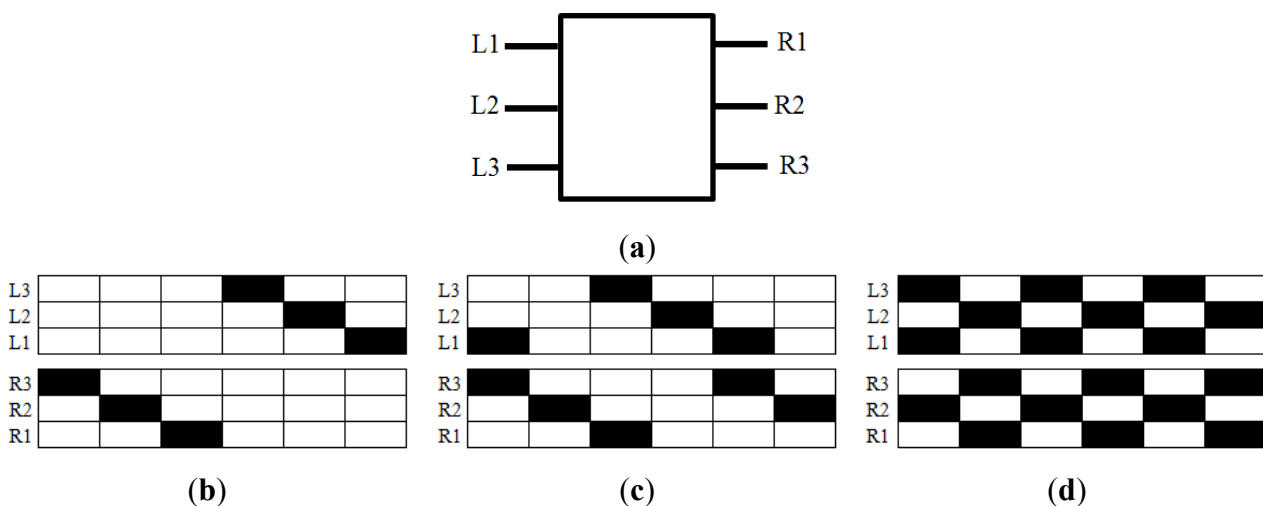 L1 R1
L2 R2
L3 R3
(a)
L3 L3 L3
L2 L2 L2
L1 L1 L1
R3 R3 R3
R2 R2 R2
R1 R1 R1
(b) (c) (d)